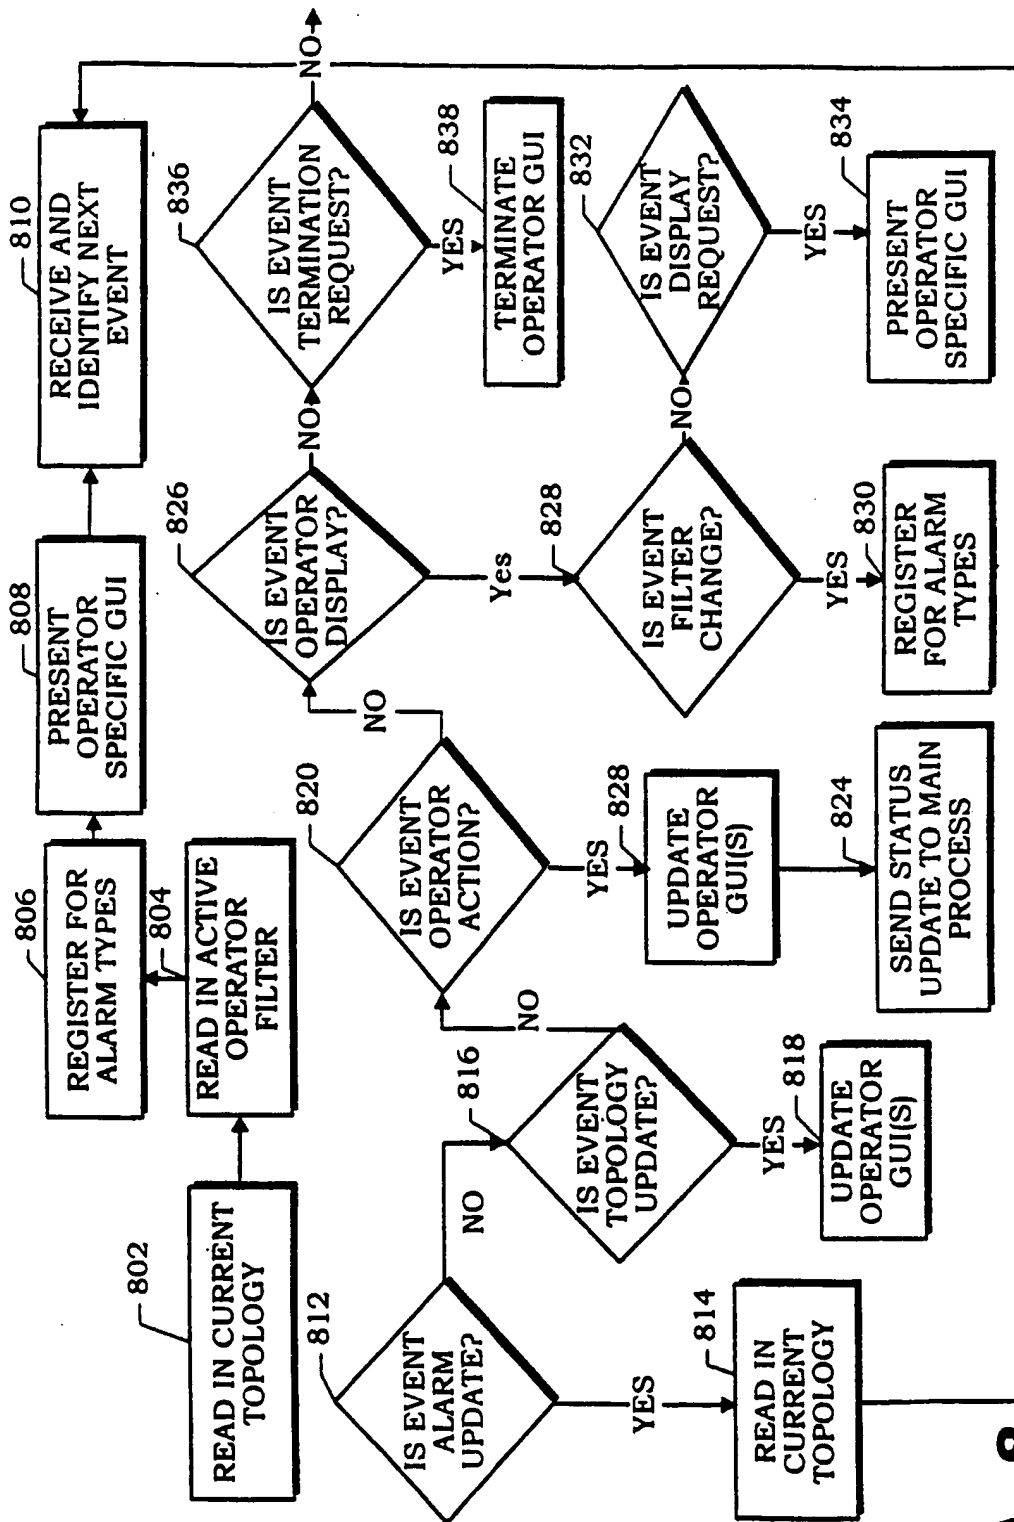 802
READ IN CURRENT
TOPOLOGY
804
READ IN ACTIVE
OPERATOR
FILTER
806
REGISTER FOR
ALARM TYPES
808
PRESENT
OPERATOR
SPECIFIC GUI
810
RECEIVE AND
IDENTIFY NEXT
EVENT
812
IS EVENT
ALARM
UPDATE?
NO
YES
814
READ IN
CURRENT
TOPOLOGY
816
IS EVENT
TOPOLOGY
UPDATE?
NO
YES
818
UPDATE
OPERATOR
GUI(S)
820
IS EVENT
OPERATOR
ACTION?
NO
YES
828
UPDATE
OPERATOR
GUI(S)
824
SEND STATUS
UPDATE TO MAIN
PROCESS
826
IS EVENT
OPERATOR
DISPLAY?
NO
Yes
828
IS EVENT
FILTER
CHANGE?
NO
YES
830
REGISTER
FOR ALARM
TYPES
832
IS EVENT
DISPLAY
REQUEST?
YES
834
PRESENT
OPERATOR
SPECIFIC GUI
836
IS EVENT
TERMINATION
REQUEST?
NO
YES
838
TERMINATE
OPERATOR GUI